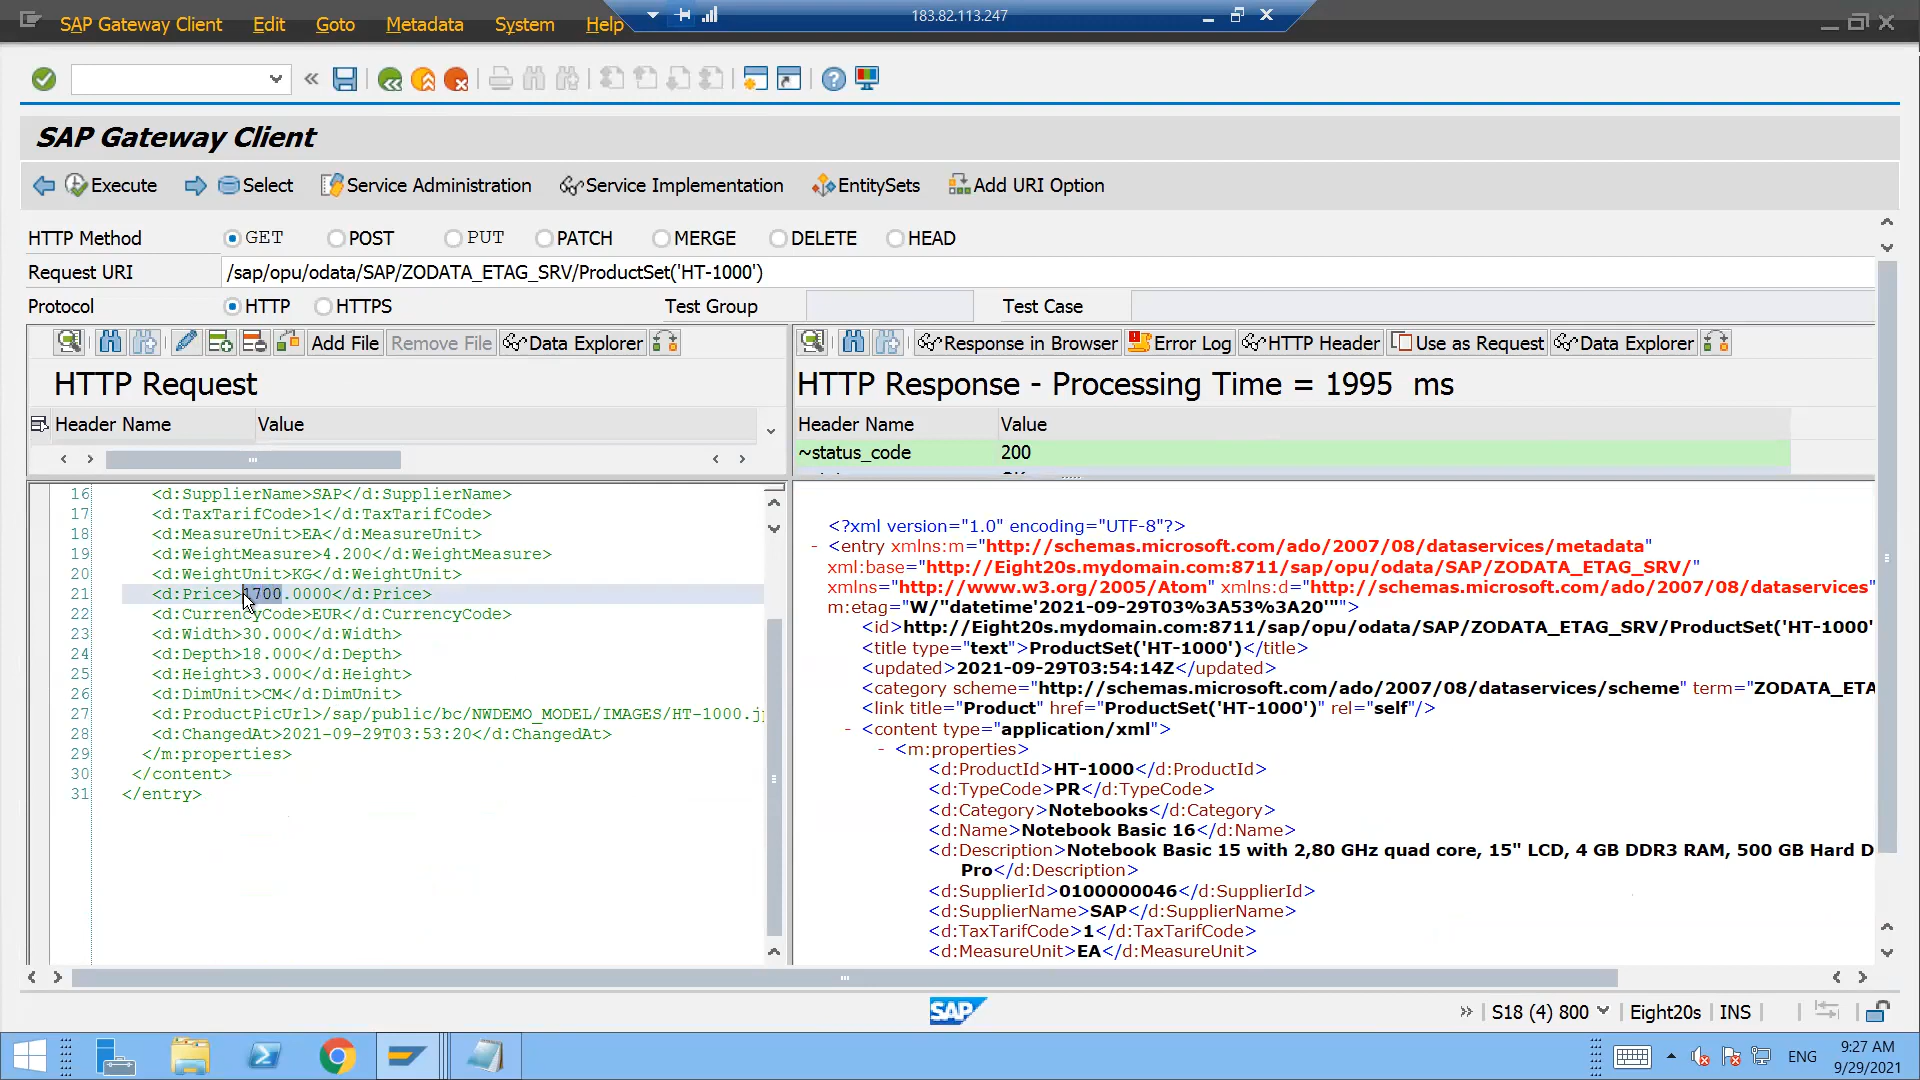 183.82.113.247
SAP Gateway Client Edit Goto Metadata System Help
SAP Gateway Client
Execute Select Service Administration Service Implementation EntitySets Add URI Option
HTTP Method GET POST PUT PATCH MERGE DELETE HEAD
Request URI /sap/opu/odata/SAP/ZODATA_ETAG_SRV/ProductSet('HT-1000')
Protocol HTTP HTTPS Test Group Test Case
Add File Remove File Data Explorer
HTTP Request
Header Name Value
16 <d:SupplierName>SAP</d:SupplierName>
17 <d:TaxTarifCode>1</d:TaxTarifCode>
18 <d:MeasureUnit>EA</d:MeasureUnit>
19 <d:WeightMeasure>4.200</d:WeightMeasure>
20 <d:WeightUnit>KG</d:WeightUnit>
21 <d:Price>1700.0000</d:Price>
22 <d:CurrencyCode>EUR</d:CurrencyCode>
23 <d:Width>30.000</d:Width>
24 <d:Depth>18.000</d:Depth>
25 <d:Height>3.000</d:Height>
26 <d:DimUnit>CM</d:DimUnit>
27 <d:ProductPicUrl>/sap/public/bc/NWDEMO_MODEL/IMAGES/HT-1000.j
28 <d:ChangedAt>2021-09-29T03:53:20</d:ChangedAt>
29 </m:properties>
30 </content>
31 </entry>
Response in Browser Error Log HTTP Header Use as Request Data Explorer
HTTP Response - Processing Time = 1995 ms
Header Name Value
~status_code 200
<?xml version="1.0" encoding="UTF-8"?>
- <entry xmlns:m="http://schemas.microsoft.com/ado/2007/08/dataservices/metadata"
xml:base="http://Eight20s.mydomain.com:8711/sap/opu/odata/SAP/ZODATA_ETAG_SRV/"
xmlns="http://www.w3.org/2005/Atom" xmlns:d="http://schemas.microsoft.com/ado/2007/08/dataservices"
m:etag="W/"datetime'2021-09-29T03%3A53%3A20'"">
<id>http://Eight20s.mydomain.com:8711/sap/opu/odata/SAP/ZODATA_ETAG_SRV/ProductSet('HT-1000'
<title type="text">ProductSet('HT-1000')</title>
<updated>2021-09-29T03:54:14Z</updated>
<category scheme="http://schemas.microsoft.com/ado/2007/08/dataservices/scheme" term="ZODATA_ETA
<link title="Product" href="ProductSet('HT-1000')" rel="self"/>
- <content type="application/xml">
- <m:properties>
<d:ProductId>HT-1000</d:ProductId>
<d:TypeCode>PR</d:TypeCode>
<d:Category>Notebooks</d:Category>
<d:Name>Notebook Basic 16</d:Name>
<d:Description>Notebook Basic 15 with 2,80 GHz quad core, 15" LCD, 4 GB DDR3 RAM, 500 GB Hard D
Pro</d:Description>
<d:SupplierId>0100000046</d:SupplierId>
<d:SupplierName>SAP</d:SupplierName>
<d:TaxTarifCode>1</d:TaxTarifCode>
<d:MeasureUnit>EA</d:MeasureUnit>
SAP
S18 (4) 800 Eight20s INS
ENG
9:27 AM
9/29/2021